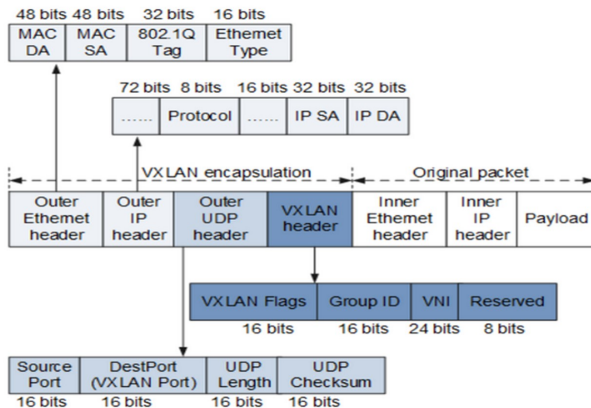 48 bits 48 bits 32 bits 16 bits
MAC DA MAC SA 802.1Q Tag Ethernet Type
72 bits 8 bits 16 bits 32 bits 32 bits
...... Protocol ...... IP SA IP DA
VXLAN encapsulation Original packet
Outer Ethernet header Outer IP header Outer UDP header VXLAN header Inner Ethernet header Inner IP header Payload
VXLAN Flags Group ID VNI Reserved
16 bits 16 bits 24 bits 8 bits
Source Port DestPort (VXLAN Port) UDP Length UDP Checksum
16 bits 16 bits 16 bits 16 bits